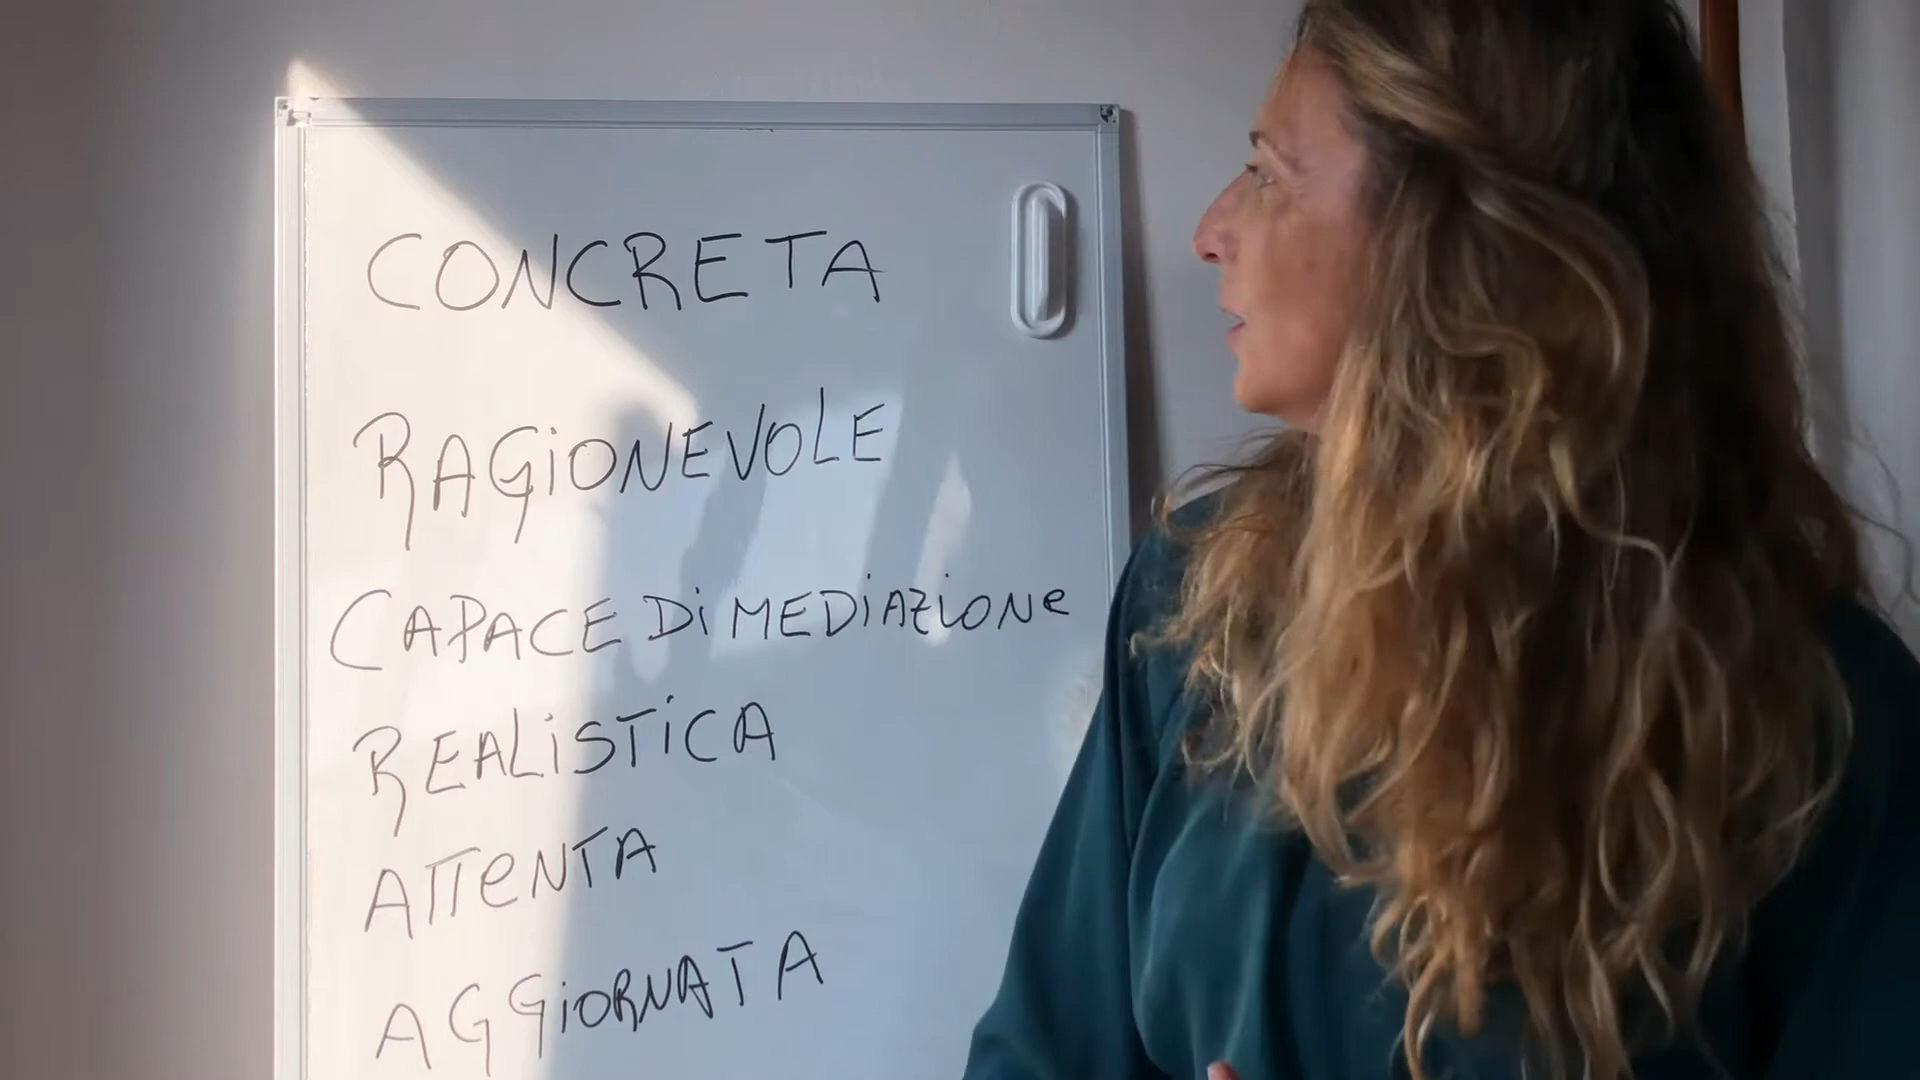 CONCRETA
RAGiONEVOLE
CAPACE Di MEDiAZiONe
REALiSTiCA
ATTeNTA
AGGiORNATA